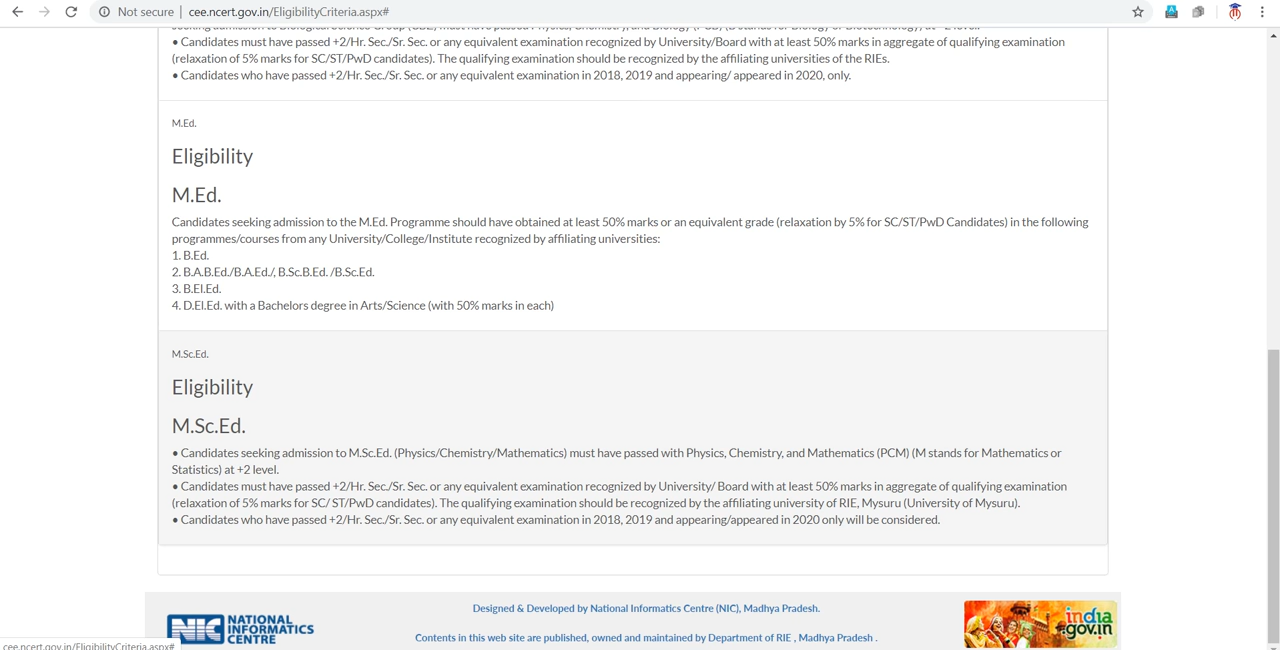 Not secure | cee.ncert.gov.in/EligibilityCriteria.aspx#
• Candidates must have passed +2/Hr. Sec./Sr. Sec. or any equivalent examination recognized by University/Board with at least 50% marks in aggregate of qualifying examination
(relaxation of 5% marks for SC/ST/PwD candidates). The qualifying examination should be recognized by the affiliating universities of the RIEs.
• Candidates who have passed +2/Hr. Sec./Sr. Sec. or any equivalent examination in 2018, 2019 and appearing/ appeared in 2020, only.
M.Ed.
Eligibility
M.Ed.
Candidates seeking admission to the M.Ed. Programme should have obtained at least 50% marks or an equivalent grade (relaxation by 5% for SC/ST/PwD Candidates) in the following
programmes/courses from any University/College/Institute recognized by affiliating universities:
1. B.Ed.
2. B.A.B.Ed./B.A.Ed./, B.Sc.B.Ed. /B.Sc.Ed.
3. B.El.Ed.
4. D.El.Ed. with a Bachelors degree in Arts/Science (with 50% marks in each)
M.Sc.Ed.
Eligibility
M.Sc.Ed.
• Candidates seeking admission to M.Sc.Ed. (Physics/Chemistry/Mathematics) must have passed with Physics, Chemistry, and Mathematics (PCM) (M stands for Mathematics or
Statistics) at +2 level.
• Candidates must have passed +2/Hr. Sec./Sr. Sec. or any equivalent examination recognized by University/ Board with at least 50% marks in aggregate of qualifying examination
(relaxation of 5% marks for SC/ ST/PwD candidates). The qualifying examination should be recognized by the affiliating university of RIE, Mysuru (University of Mysuru).
• Candidates who have passed +2/Hr. Sec./Sr. Sec. or any equivalent examination in 2018, 2019 and appearing/appeared in 2020 only will be considered.
Designed & Developed by National Informatics Centre (NIC), Madhya Pradesh.
Contents in this web site are published, owned and maintained by Department of RIE , Madhya Pradesh .
NIC NATIONAL
INFORMATICS
CENTRE
india
gov.in
cee.ncert.gov.in/EligibilityCriteria.aspx#